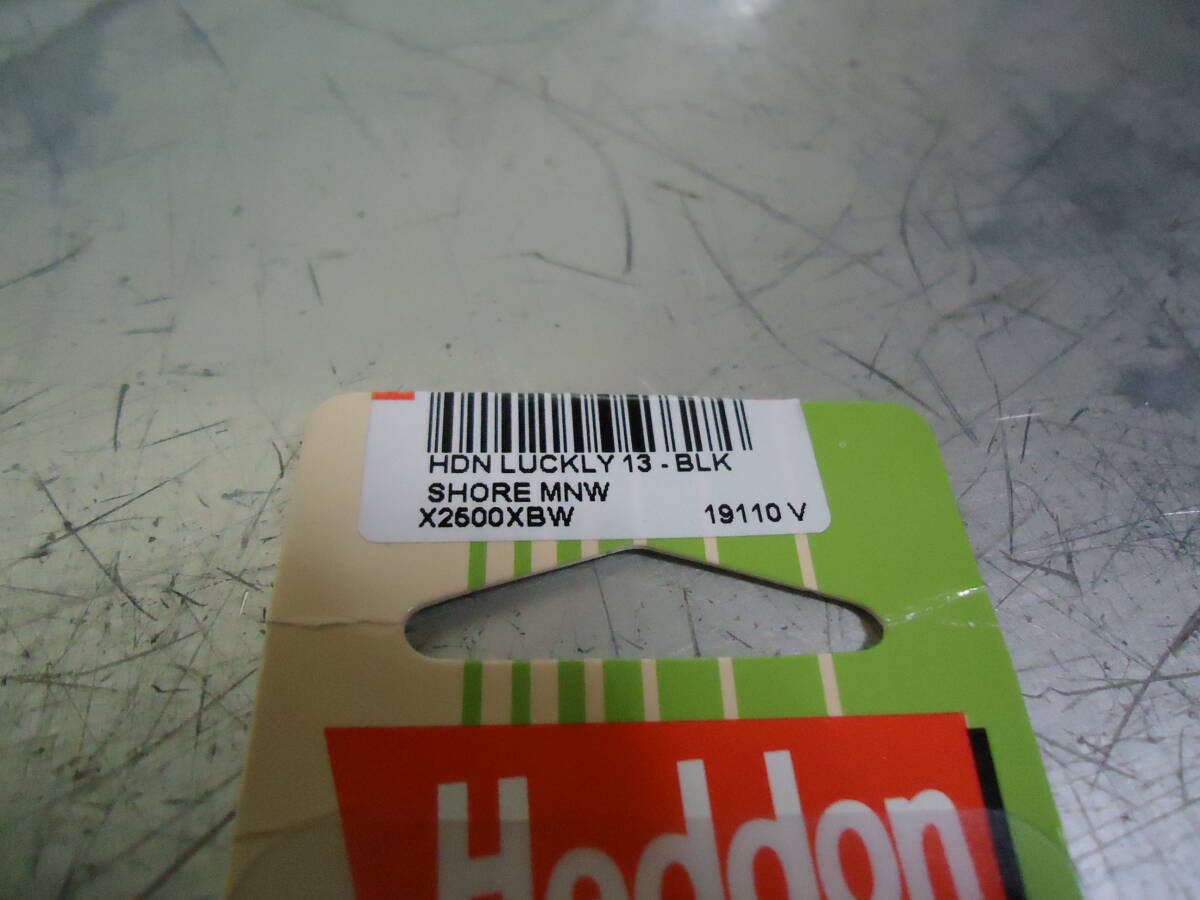 HDN LUCKLY 13 - BLK
SHORE MNW
X2500XBW 19110 V
Heddon